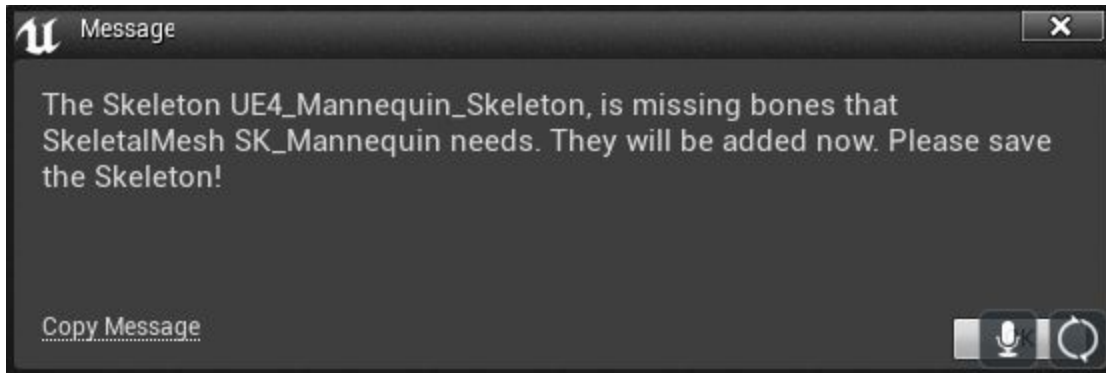 Message
The Skeleton UE4_Mannequin_Skeleton, is missing bones that
SkeletalMesh SK_Mannequin needs. They will be added now. Please save
the Skeleton!
Copy Message